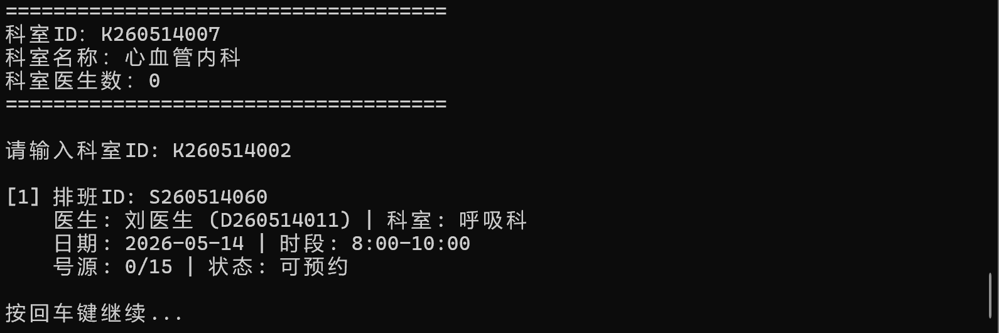 =====================================
科室ID: K260514007
科室名称: 心血管内科
科室医生数: 0
=====================================
请输入科室ID: K260514002
[1] 排班ID: S260514060
医生: 刘医生 (D260514011) | 科室: 呼吸科
日期: 2026-05-14 | 时段: 8:00-10:00
号源: 0/15 | 状态: 可预约
按回车键继续...